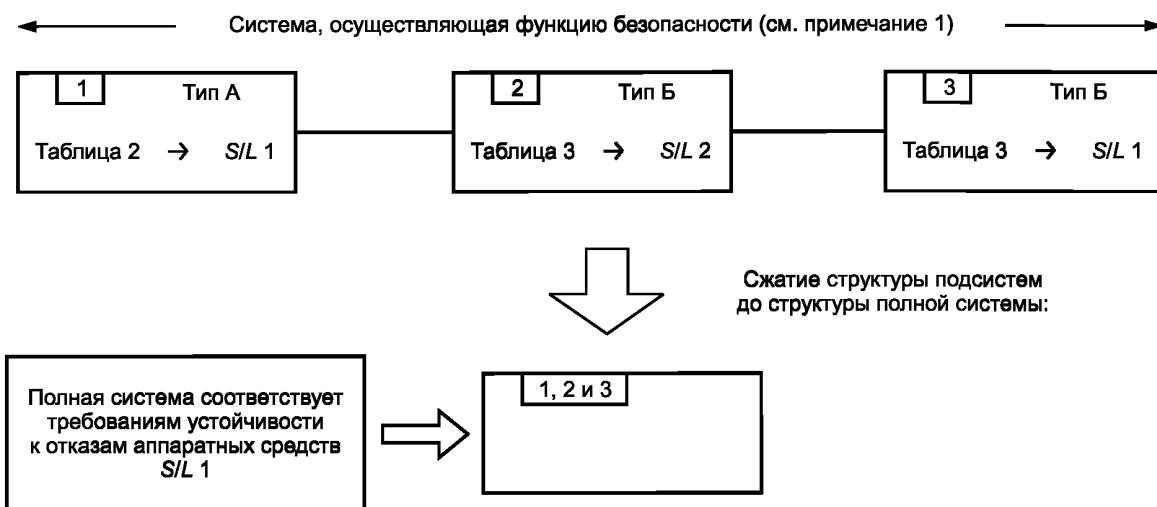 Система, осуществляющая функцию безопасности (см. примечание 1)
1 Тип А
Таблица 2 → SIL 1
2 Тип Б
Таблица 3 → SIL 2
3 Тип Б
Таблица 3 → SIL 1
Сжатие структуры подсистем
до структуры полной системы:
Полная система соответствует
требованиям устойчивости
к отказам аппаратных средств
SIL 1
1, 2 и 3